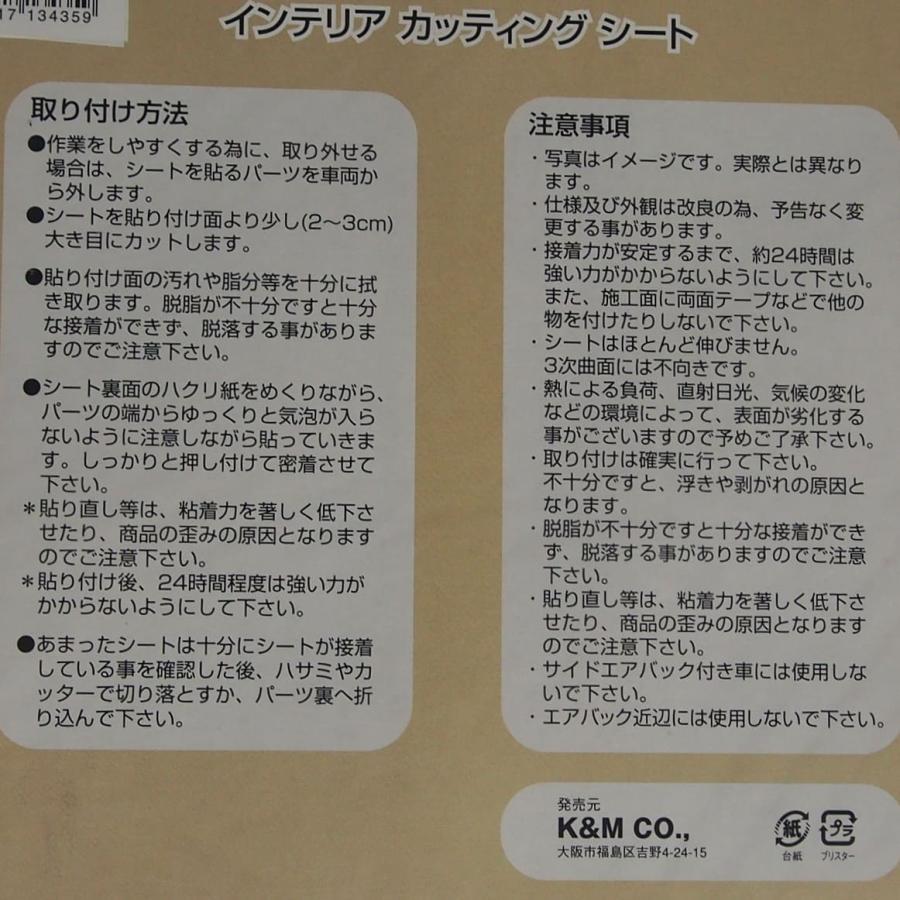 17 134359
インテリア カッティング シート
取り付け方法
●作業をしやすくする為に、取り外せる
場合は、シートを貼るパーツを車両か
ら外します。
●シートを貼り付け面より少し(2～3cm)
大き目にカットします。
●貼り付け面の汚れや脂分等を十分に拭
き取ります。脱脂が不十分ですと十分
な接着ができず、脱落する事がありま
すのでご注意下さい。
●シート裏面のハクリ紙をめくりながら、
パーツの端からゆっくりと気泡が入ら
ないように注意しながら貼っていきま
す。しっかりと押し付けて密着させて
下さい。
＊貼り直し等は、粘着力を著しく低下さ
せたり、商品の歪みの原因となります
のでご注意下さい。
＊貼り付け後、24時間程度は強い力が
かからないようにして下さい。
●あまったシートは十分にシートが接着
している事を確認した後、ハサミやカ
ッターで切り落とすか、パーツ裏へ折
り込んで下さい。
注意事項
・写真はイメージです。実際とは異なり
ます。
・仕様及び外観は改良の為、予告なく変
更する事があります。
・接着力が安定するまで、約24時間は
強い力がかからないようにして下さい。
また、施工面に両面テープなどで他の
物を付けたりしないで下さい。
・シートはほとんど伸びません。
3次曲面には不向きです。
・熱による負荷、直射日光、気候の変化
などの環境によって、表面が劣化する
事がございますので予めご了承下さい。
・取り付けは確実に行って下さい。
不十分ですと、浮きや剥がれの原因と
なります。
・脱脂が不十分ですと十分な接着ができ
ず、脱落する事がありますのでご注意
下さい。
・貼り直し等は、粘着力を著しく低下さ
せたり、商品の歪みの原因となります
のでご注意下さい。
・サイドエアバック付き車には使用しな
いで下さい。
・エアバック近辺には使用しないで下さい。
発売元
K&M CO.,
大阪市福島区吉野4-24-15
紙
台紙
プラ
ブリスター